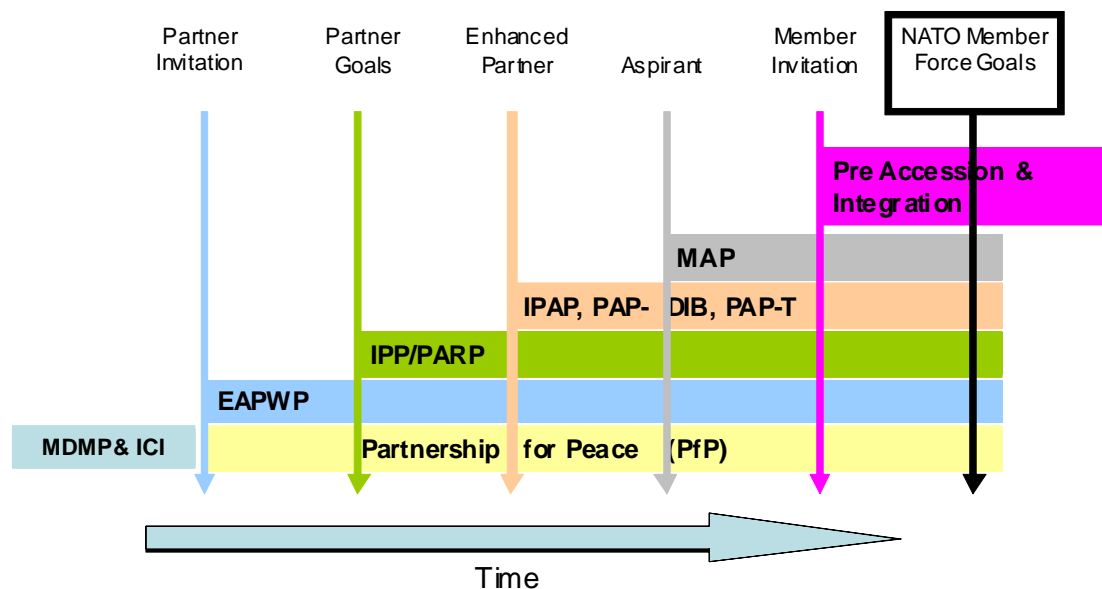 Partner
Invitation
Partner
Goals
Enhanced
Partner
Aspirant
Member
Invitation
NATO Member
Force Goals
Pre Accession &
Integration
MAP
IPAP, PAP- DIB, PAP-T
IPP/PARP
EAPWP
MDMP& ICI
Partnership for Peace (PfP)
Time